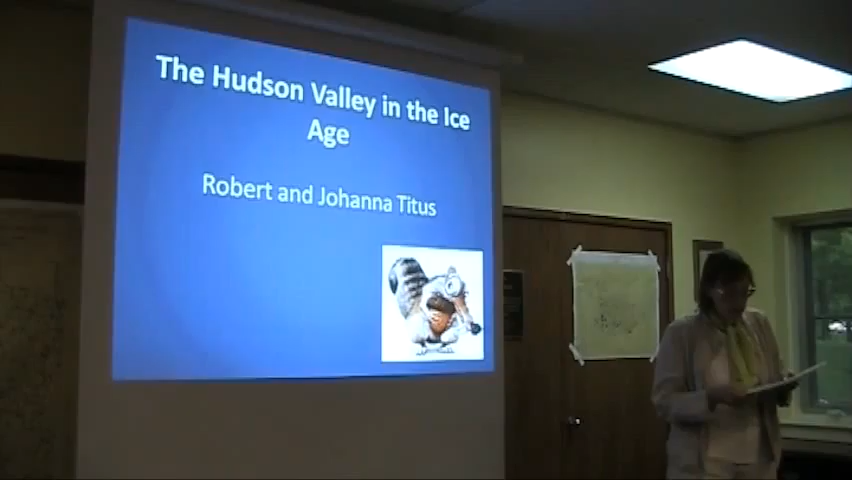 The Hudson Valley in the Ice
Age
Robert and Johanna Titus